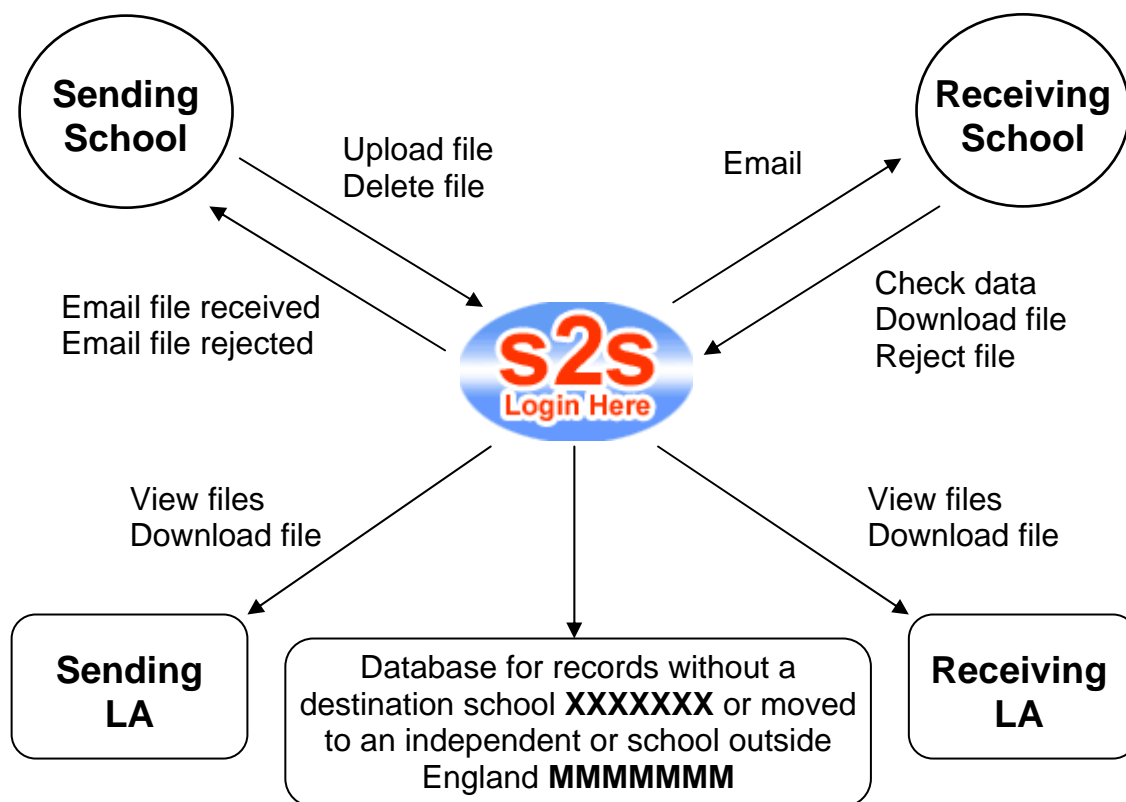 Sending
School
Receiving
School
Upload file
Delete file
Email
Email file received
Email file rejected
Check data
Download file
Reject file
s2s
Login Here
View files
Download file
View files
Download file
Sending
LA
Database for records without a
destination school XXXXXXX or moved
to an independent or school outside
England MMMMMMM
Receiving
LA